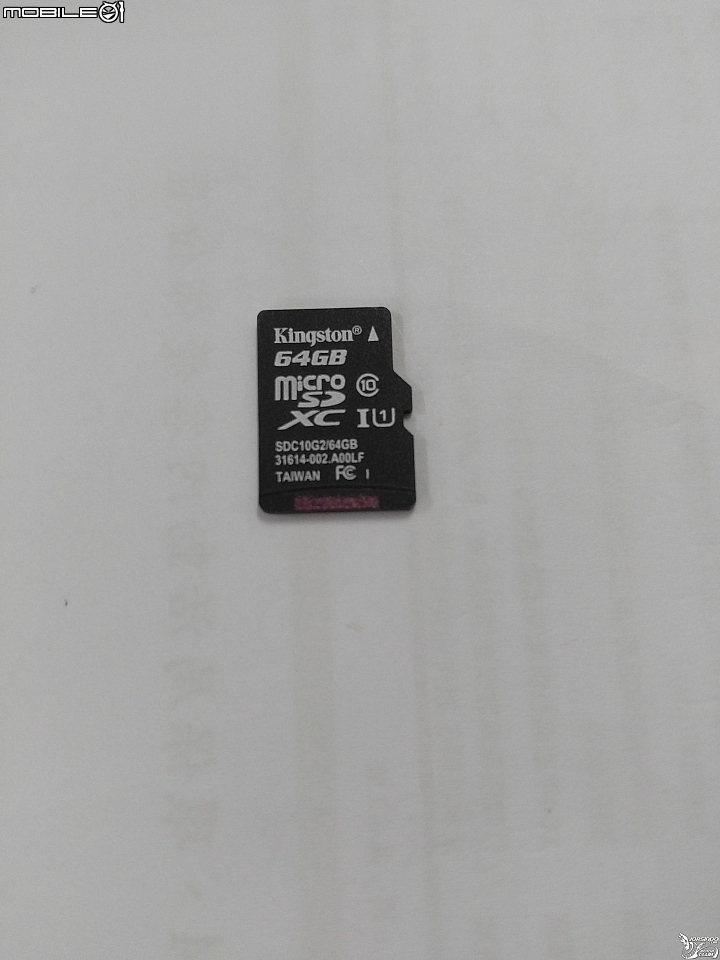 MOBILE01
Kingston®
64GB
micro
SD
XC
10
I U1
SDC10G2/64GB
31614-002.A00LF
TAIWAN FC I